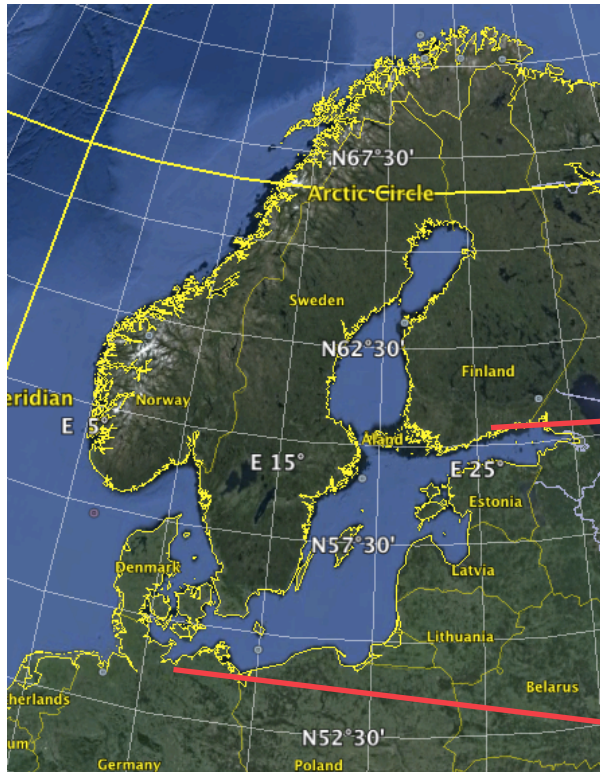 N67°30'
Arctic Circle
Sweden
N62°30'
Finland
eridian
Norway
E 5°
Aland
E 15°
E 25°
Estonia
N57°30'
Denmark
Latvia
Lithuania
Belarus
herlands
N52°30'
um
Germany
Poland